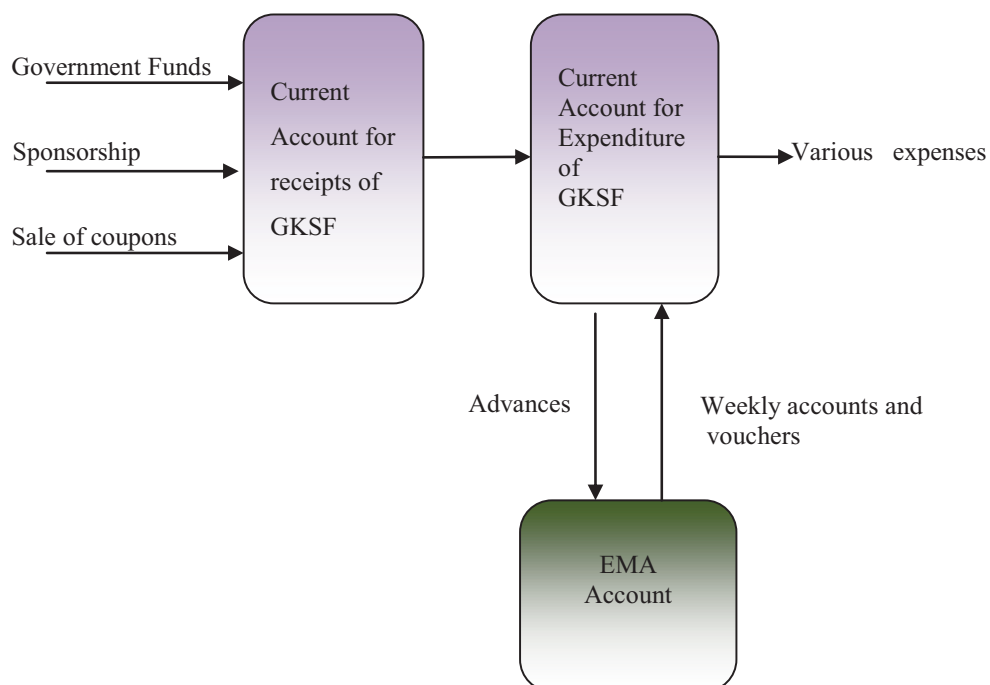 Government Funds
Sponsorship
Sale of coupons
Current
Account for
receipts of
GKSF
Current
Account for
Expenditure
of
GKSF
Various expenses
Advances
Weekly accounts and
vouchers
EMA
Account